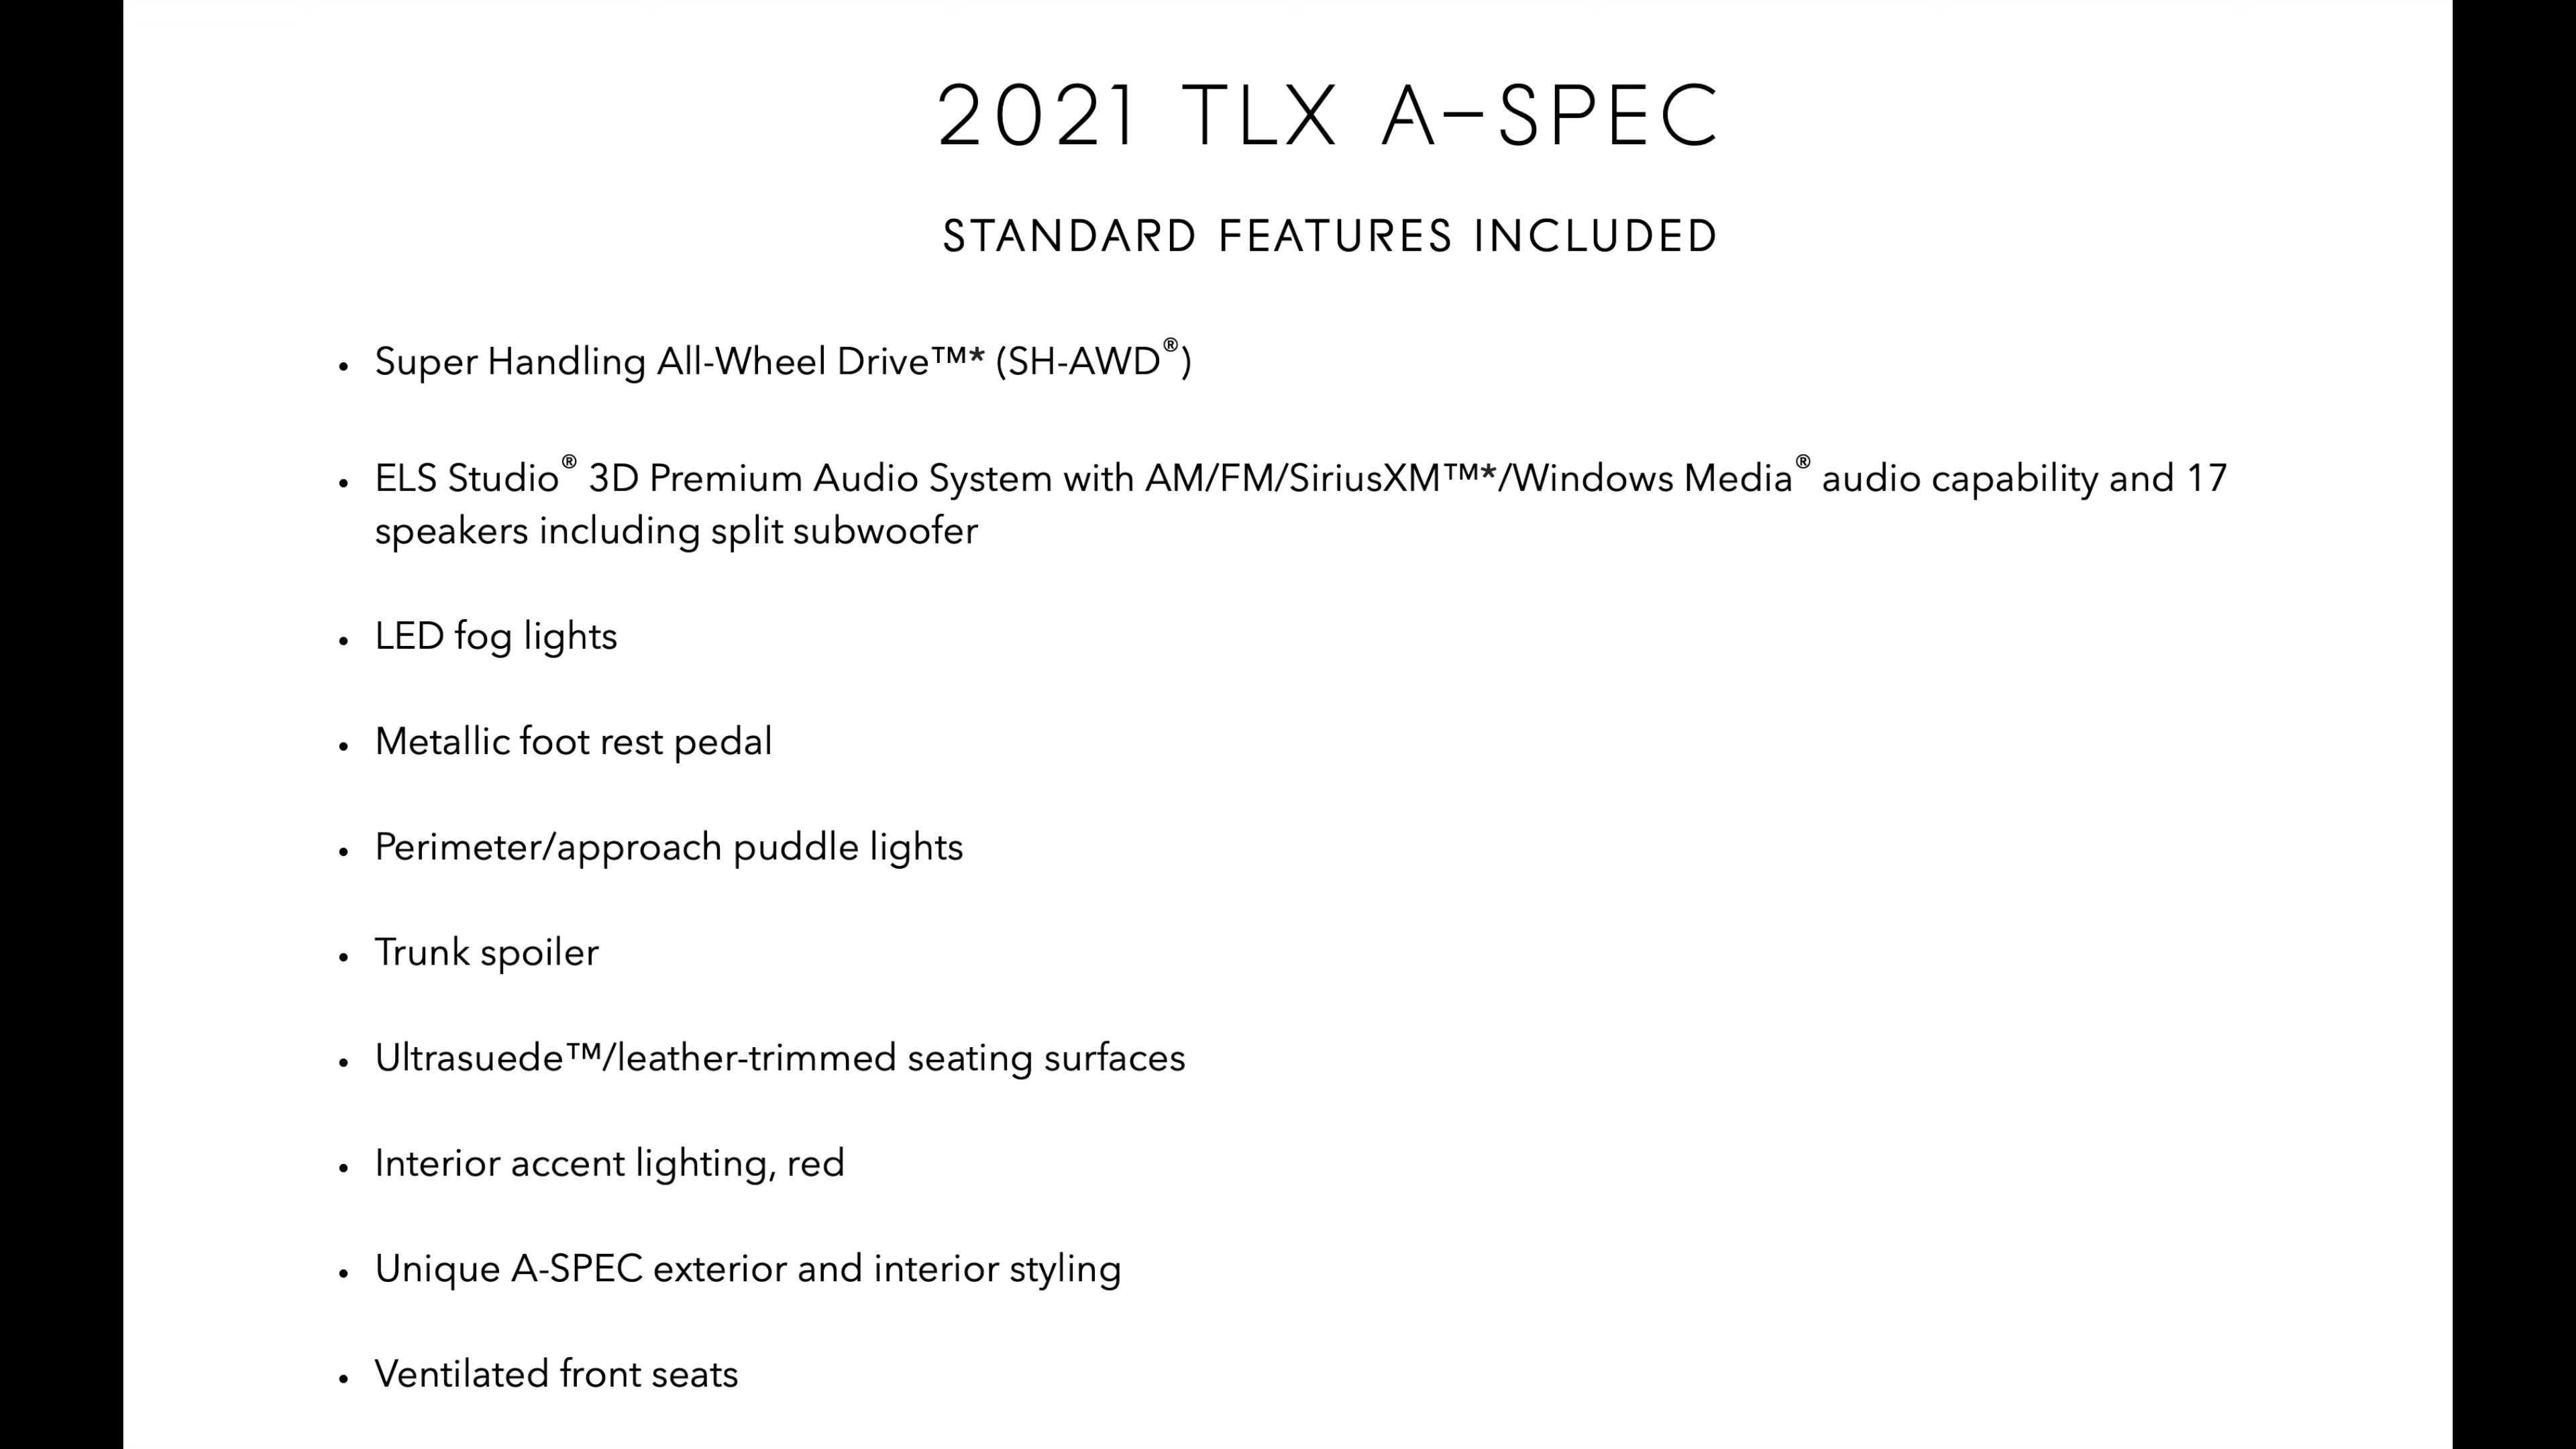 2021 TLX A-SPEC
STANDARD FEATURES INCLUDED
• Super Handling All-Wheel Drive™* (SH-AWD®)
• ELS Studio® 3D Premium Audio System with AM/FM/SiriusXM™*/Windows Media® audio capability and 17
speakers including split subwoofer
• LED fog lights
• Metallic foot rest pedal
• Perimeter/approach puddle lights
• Trunk spoiler
• Ultrasuede™/leather-trimmed seating surfaces
• Interior accent lighting, red
• Unique A-SPEC exterior and interior styling
• Ventilated front seats